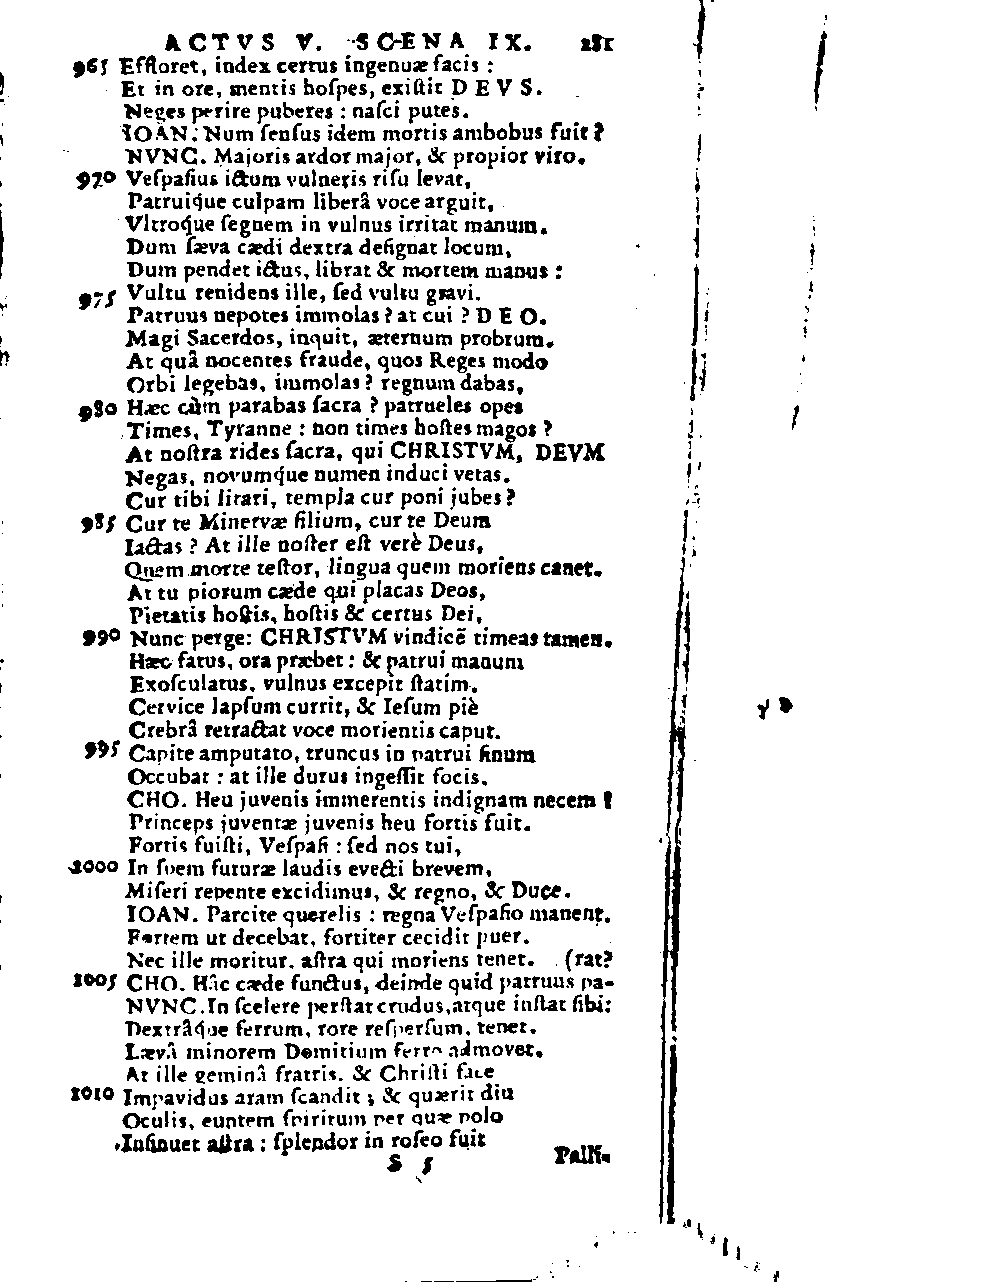 ACTVS V. SCENA IX. 281
965 Effloret, index certus ingenuæ facis :
Et in ore, mentis hoſpes, exiſtit DEVS.
Neges perire puberes : naſci putes.
IOAN. Num ſenſus idem mortis ambobus fuit ?
NVNC. Majoris ardor major, & propior viro.
970 Veſpaſius ictum vulneris riſu levat,
Patruiq́ue culpam liberâ voce arguit,
Vltroq́ue ſegnem in vulnus irritat manum.
Dum ſæva cædi dextra deſignat locum,
Dum pendet ictus, librat & mortem manus :
975 Vultu renidens ille, ſed vultu gravi.
Patruus nepotes immolas ? at cui ? DEO.
Magi Sacerdos, inquit, æternum probrum.
At quâ nocentes fraude, quos Reges modo
Orbi legebas, immolas ? regnum dabas,
980 Hæc cùm parabas ſacra ? patrueles opes
Times, Tyranne : non times hoſtes magos ?
At noſtra rides ſacra, qui CHRISTVM, DEVM
Negas, novumq́ue numen induci vetas.
Cur tibi litari, templa cur poni jubes ?
985 Cur te Minervæ filium, cur te Deum
Iactas ? At ille noſter eſt verè Deus,
Quem morte teſtor, lingua quem moriens canet.
At tu piorum cæde qui placas Deos,
Pietatis hoſtis, hoſtis & certus Dei,
990 Nunc perge: CHRISTVM vindicē timeas tamen.
Hæc fatus, ora præbet : & patrui manum
Exoſculatus, vulnus excepit ſtatim.
Cervice lapſum currit, & Ieſum piè
Crebrâ retractat voce morientis caput.
995 Capite amputato, truncus in patrui ſinum
Occubat : at ille durus ingeſſit focis.
CHO. Heu juvenis immerentis indignam necem !
Princeps juventæ juvenis heu fortis fuit.
Fortis fuiſti, Veſpaſi : ſed nos tui,
1000 In ſpem futuræ laudis evecti brevem,
Miſeri repente excidimus, & regno, & Duce.
IOAN. Parcite querelis : regna Veſpaſio manent.
Fortem ut decebat, fortiter cecidit puer.
Nec ille moritur, aſtra qui moriens tenet. (rat?
1005 CHO. Hâc cæde functus, deinde quid patruus pa-
NVNC. In ſcelere perſtat crudus, atque inſtat ſibi:
Dextrâq́ue ferrum, rore reſperſum, tenet.
Lævâ minorem Domitium ferro admovet.
At ille geminâ fratris, & Chriſti face
1010 Impavidus aram ſcandit ; & quærit diu
Oculis, euntem ſpiritum per quæ polo
Inſinuet aſtra : ſplendor in roſeo fuit
S 5 Palli-